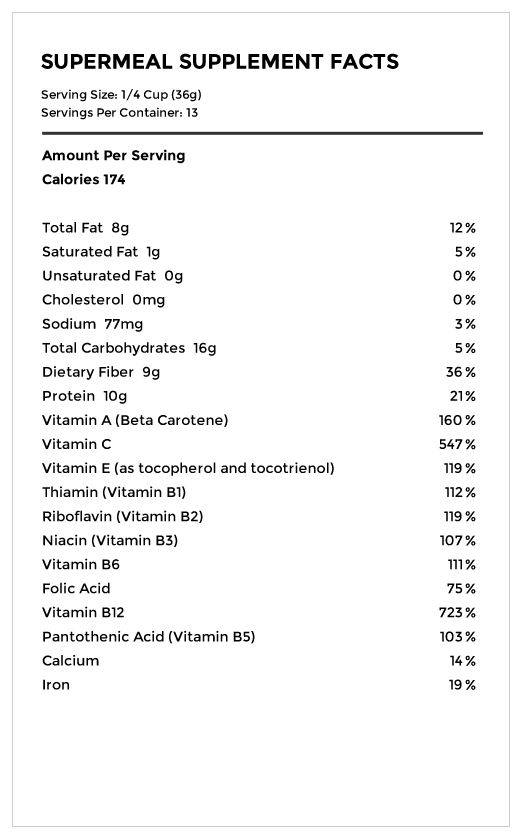 SUPERMEAL SUPPLEMENT FACTS
Serving Size: 1/4 Cup (36g)
Servings Per Container: 13
Amount Per Serving
Calories 174
Total Fat 8g 12%
Saturated Fat 1g 5%
Unsaturated Fat 0g 0%
Cholesterol 0mg 0%
Sodium 77mg 3%
Total Carbohydrates 16g 5%
Dietary Fiber 9g 36%
Protein 10g 21%
Vitamin A (Beta Carotene) 160%
Vitamin C 547%
Vitamin E (as tocopherol and tocotrienol) 119%
Thiamin (Vitamin B1) 112%
Riboflavin (Vitamin B2) 119%
Niacin (Vitamin B3) 107%
Vitamin B6 111%
Folic Acid 75%
Vitamin B12 723%
Pantothenic Acid (Vitamin B5) 103%
Calcium 14%
Iron 19%